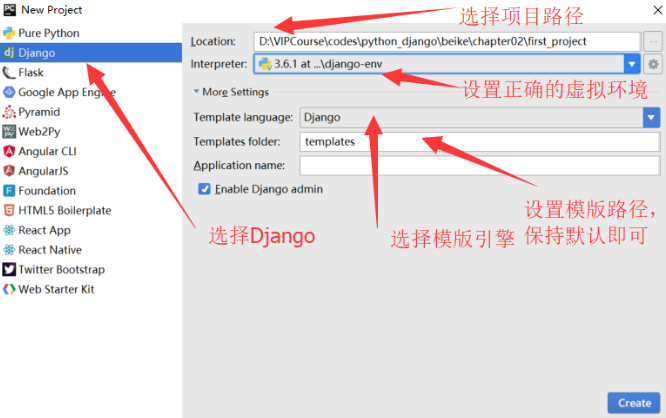 New Project
选择项目路径
Pure Python
Django
Flask
Google App Engine
Pyramid
Web2Py
Angular CLI
AngularJS
Foundation
HTML5 Boilerplate
React App
React Native
Twitter Bootstrap
Web Starter Kit
选择Django
Location: D:\VIPCourse\codes\python_django\beike\chapter02\first_project
Interpreter: 3.6.1 at ...\django-env
设置正确的虚拟环境
More Settings
Template language: Django
Templates folder: templates
Application name:
Enable Django admin
选择模版引擎
设置模版路径，
保持默认即可
Create